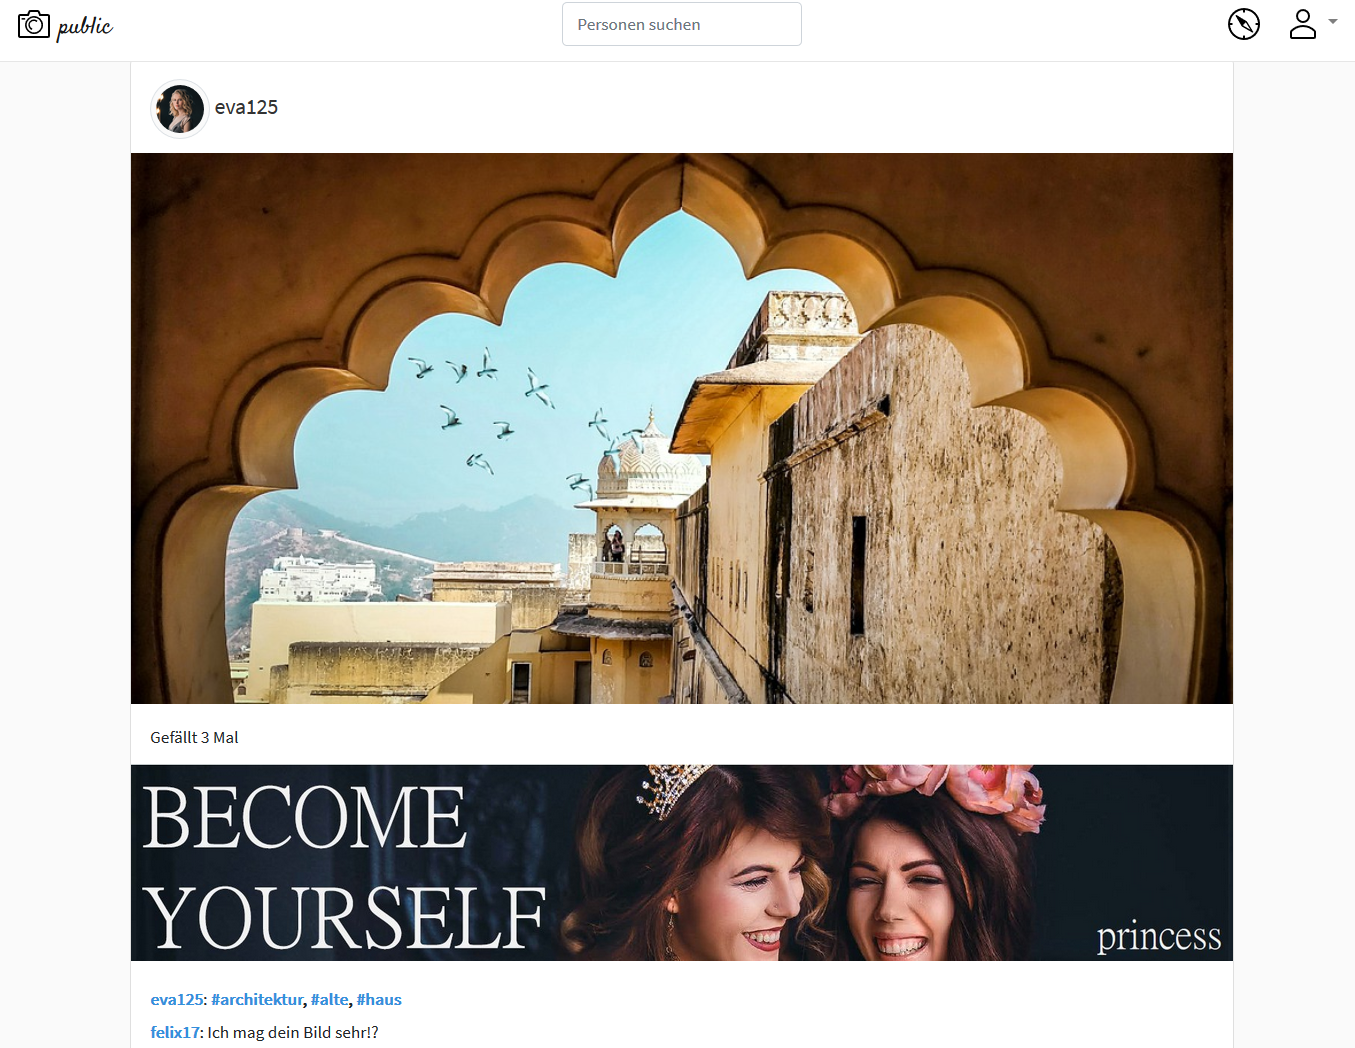 public
Personen suchen
eva125
Gefällt 3 Mal
BECOME
YOURSELF
princess
eva125: #architektur, #alte, #haus
felix17: Ich mag dein Bild sehr!?